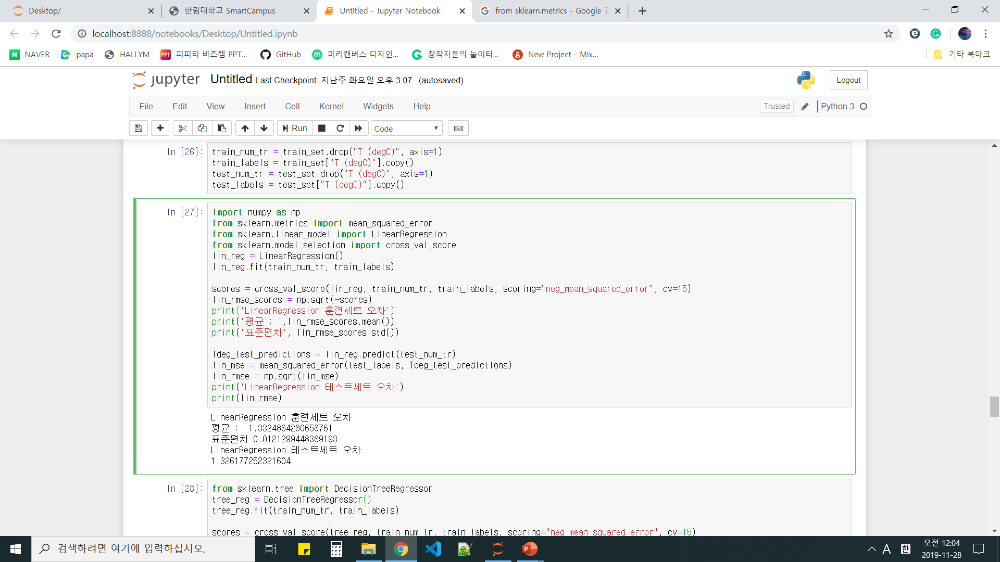 Desktop/
한림대학교 SmartCampus
Untitled - Jupyter Notebook
from sklearn.metrics - Google
localhost:8888/notebooks/Desktop/Untitled.ipynb
NAVER
papa
HALLYM
PPT
피피티 비즈캠 PPT...
GitHub
미리캔버스 디자인...
창작자들의 놀이터...
New Project - Mix...
기타 북마크
jupyter
Untitled Last Checkpoint: 지난주 화요일 오후 3:07 (autosaved)
Logout
File Edit View Insert Cell Kernel Widgets Help
Trusted
Python 3
Run
Code
In [26]:
train_num_tr = train_set.drop("T (degC)", axis=1)
train_labels = train_set["T (degC)"].copy()
test_num_tr = test_set.drop("T (degC)", axis=1)
test_labels = test_set["T (degC)"].copy()
In [27]:
import numpy as np
from sklearn.metrics import mean_squared_error
from sklearn.linear_model import LinearRegression
from sklearn.model_selection import cross_val_score
lin_reg = LinearRegression()
lin_reg.fit(train_num_tr, train_labels)
scores = cross_val_score(lin_reg, train_num_tr, train_labels, scoring="neg_mean_squared_error", cv=15)
lin_rmse_scores = np.sqrt(-scores)
print('LinearRegression 훈련세트 오차')
print('평균 : ',lin_rmse_scores.mean())
print('표준편차', lin_rmse_scores.std())
Tdeg_test_predictions = lin_reg.predict(test_num_tr)
lin_mse = mean_squared_error(test_labels, Tdeg_test_predictions)
lin_rmse = np.sqrt(lin_mse)
print('LinearRegression 테스트세트 오차')
print(lin_rmse)
LinearRegression 훈련세트 오차
평균 :  1.3324864280658761
표준편차 0.0121299448389193
LinearRegression 테스트세트 오차
1.326177252321604
In [28]:
from sklearn.tree import DecisionTreeRegressor
tree_reg = DecisionTreeRegressor()
tree_reg.fit(train_num_tr, train_labels)
scores = cross_val_score(tree_reg, train_num_tr, train_labels, scoring="neg_mean_squared_error", cv=15)
검색하려면 여기에 입력하십시오.
A
한
오전 12:04
2019-11-28